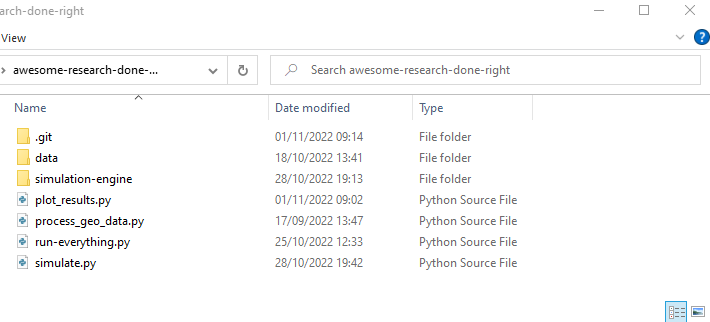 arch-done-right
View
awesome-research-done-... Search awesome-research-done-right
Name Date modified Type
.git 01/11/2022 09:14 File folder
data 18/10/2022 13:41 File folder
simulation-engine 28/10/2022 19:13 File folder
plot_results.py 01/11/2022 09:02 Python Source File
process_geo_data.py 17/09/2022 13:47 Python Source File
run-everything.py 25/10/2022 12:33 Python Source File
simulate.py 28/10/2022 19:42 Python Source File